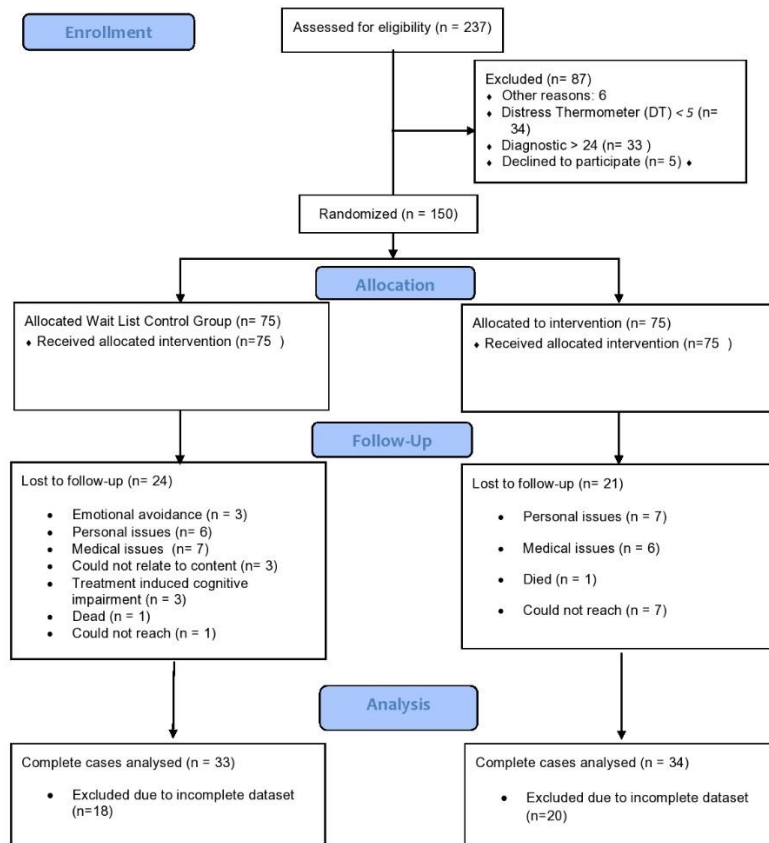 Enrollment
Assessed for eligibility (n = 237)
Excluded (n= 87)
♦ Other reasons: 6
♦ Distress Thermometer (DT) < 5 (n=
34)
♦ Diagnostic > 24 (n= 33 )
♦ Declined to participate (n= 5) ♦
Randomized (n = 150)
Allocation
Allocated Wait List Control Group (n= 75)
♦ Received allocated intervention (n=75 )
Allocated to intervention (n= 75)
♦ Received allocated intervention (n=75 )
Follow-Up
Lost to follow-up (n= 24)
• Emotional avoidance (n = 3)
• Personal issues (n = 6)
• Medical issues (n= 7)
• Could not relate to content (n = 3)
• Treatment induced cognitive
impairment (n = 3)
• Dead (n = 1)
• Could not reach (n = 1)
Lost to follow-up (n= 21)
• Personal issues (n = 7)
• Medical issues (n = 6)
• Died (n = 1)
• Could not reach (n = 7)
Analysis
Complete cases analysed (n = 33)
• Excluded due to incomplete dataset
(n=18)
Complete cases analysed (n = 34)
• Excluded due to incomplete dataset
(n=20)